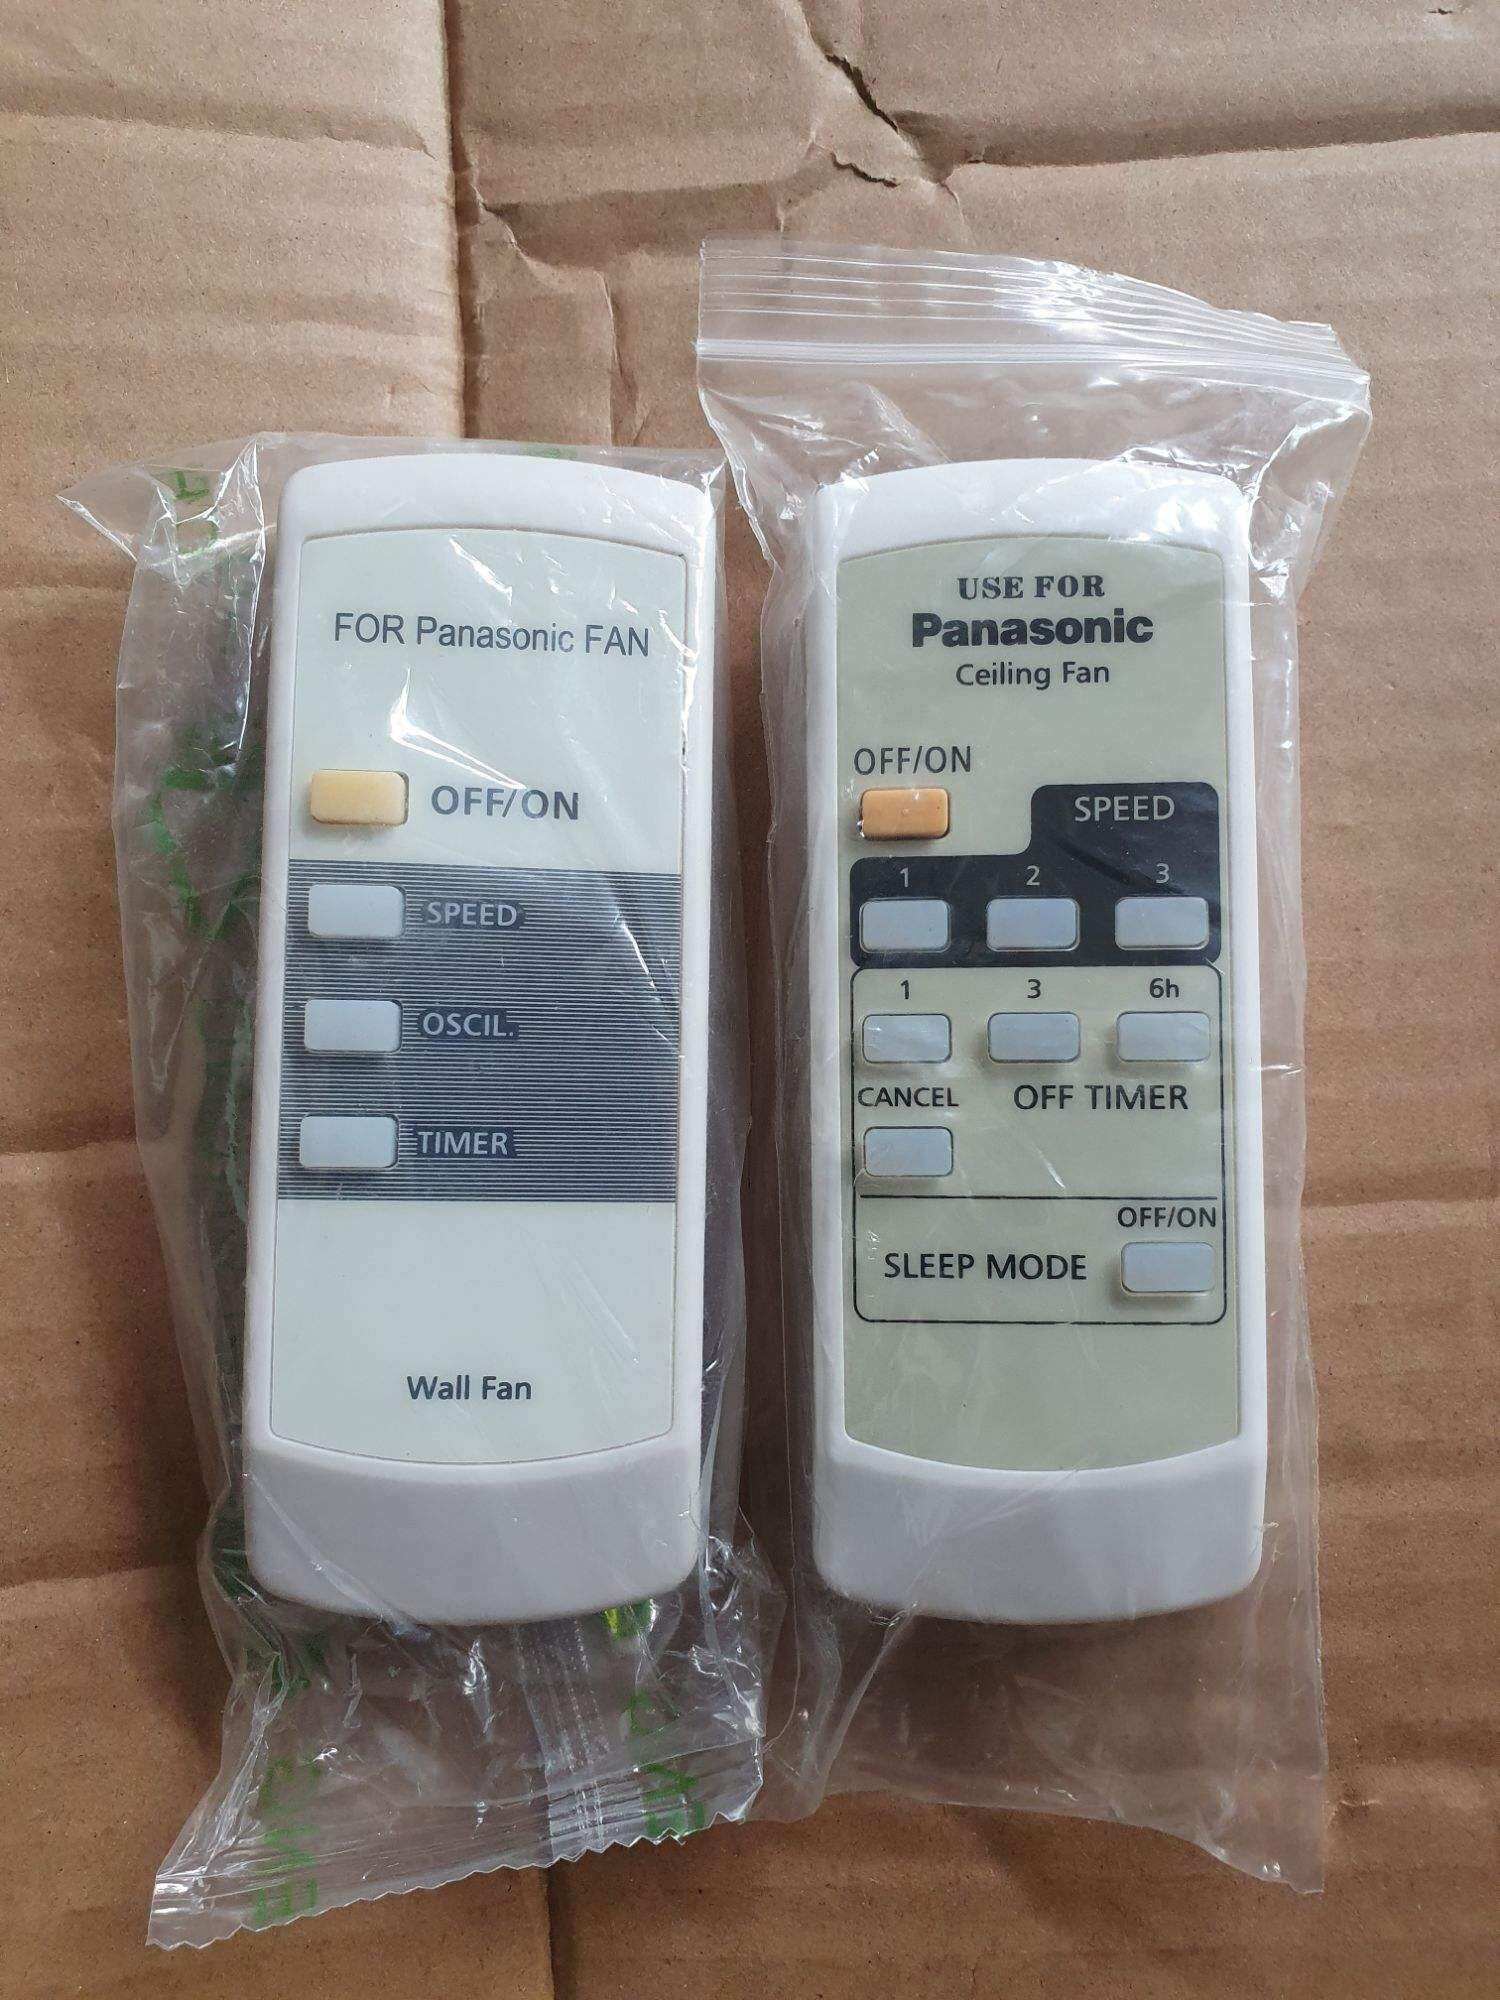 FOR Panasonic FAN
OFF/ON
SPEED
OSCIL.
TIMER
Wall Fan
USE FOR
Panasonic
Ceiling Fan
OFF/ON
SPEED
1 2 3
1 3 6h
CANCEL OFF TIMER
OFF/ON
SLEEP MODE